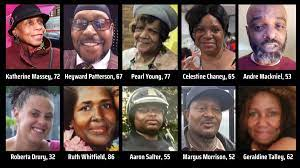 Katherine Massey, 72
Heyward Patterson, 67
Pearl Young, 77
Celestine Chaney, 65
Andre Mackniel, 53
Roberta Drury, 32
Ruth Whitfield, 86
Aaron Salter, 55
Margus Morrison, 52
Geraldine Talley, 62